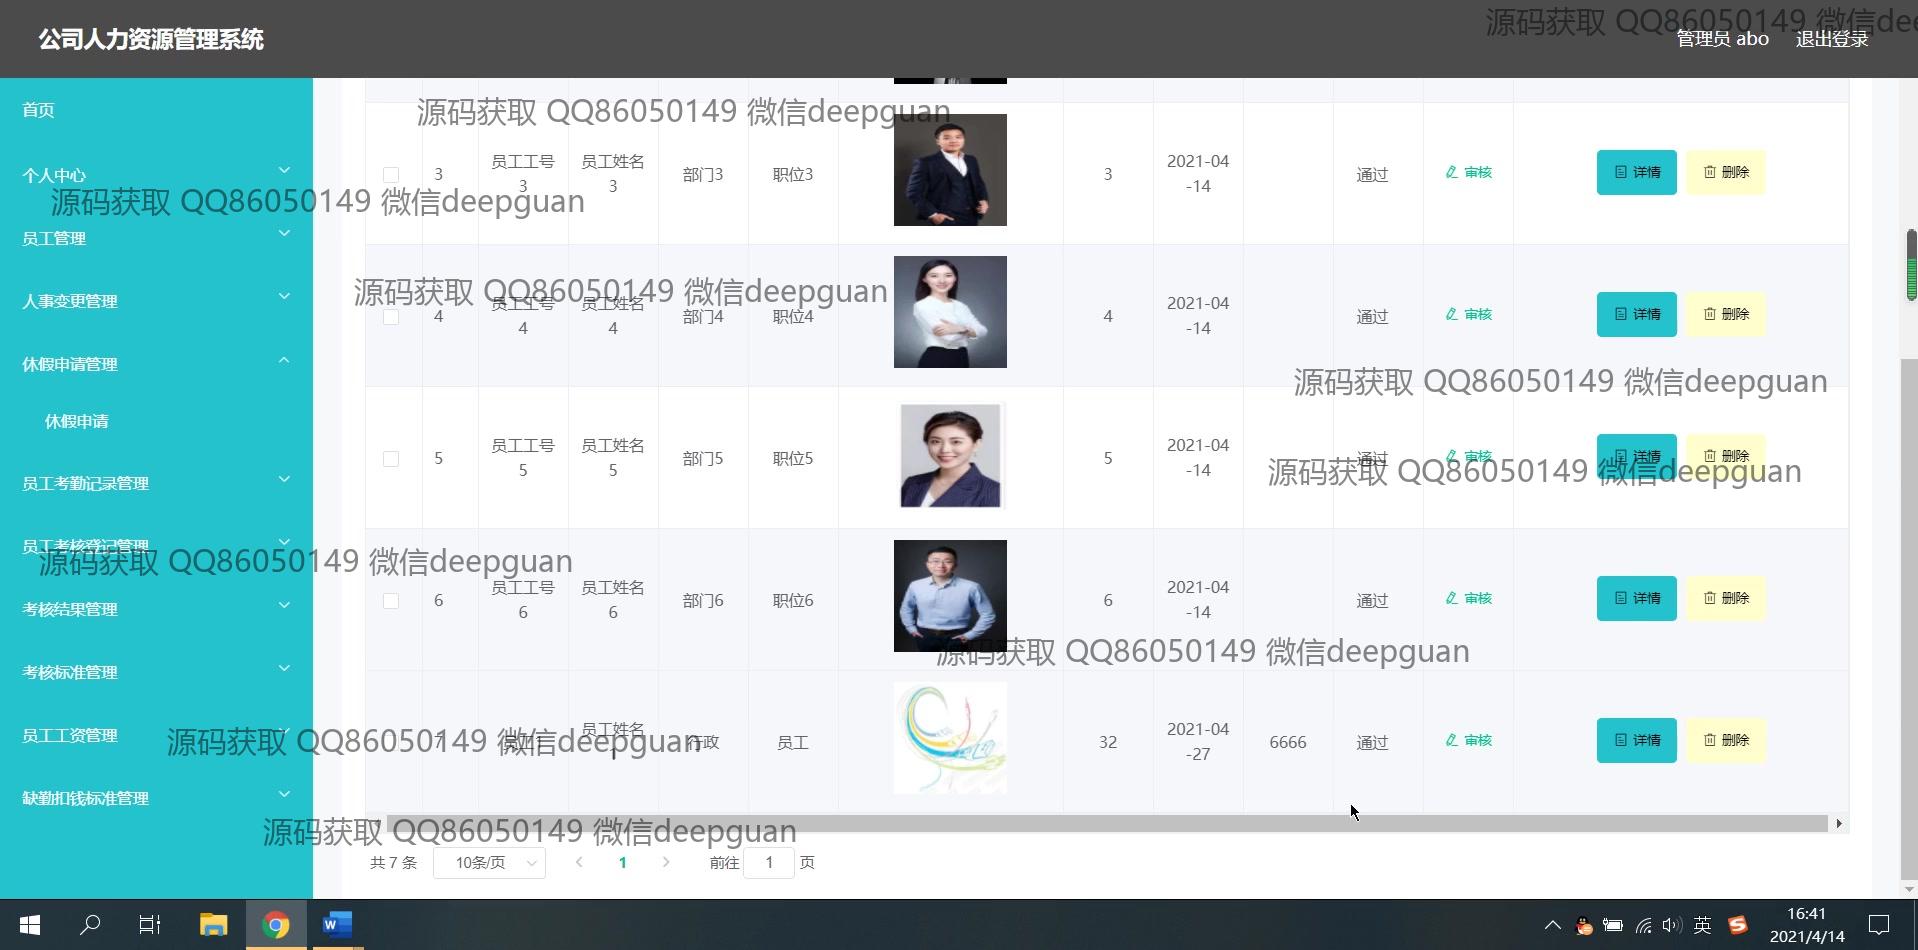 公司人力资源管理系统
源码获取 QQ86050149 微信dee
管理员 abo 退出登录
首页
源码获取 QQ86050149 微信deepguan
个人中心
3 员工工号3 员工姓名3 部门3 职位3 3 2021-04-14 通过 审核 详情 删除
源码获取 QQ86050149 微信deepguan
员工管理
人事变更管理
源码获取 QQ86050149 微信deepguan
4 员工工号4 员工姓名4 部门4 职位4 4 2021-04-14 通过 审核 详情 删除
休假申请管理
源码获取 QQ86050149 微信deepguan
休假申请
5 员工工号5 员工姓名5 部门5 职位5 5 2021-04-14 通过 审核 详情 删除
源码获取 QQ86050149 微信deepguan
员工考勤记录管理
员工考核登记管理
源码获取 QQ86050149 微信deepguan
6 员工工号6 员工姓名6 部门6 职位6 6 2021-04-14 通过 审核 详情 删除
考核结果管理
源码获取 QQ86050149 微信deepguan
考核标准管理
员工工资管理
源码获取 QQ86050149 微信deepguan
员工姓名1 行政 员工 32 2021-04-27 6666 通过 审核 详情 删除
缺勤扣钱标准管理
源码获取 QQ86050149 微信deepguan
共 7 条 10条/页 1 前往 1 页
英 16:41
2021/4/14